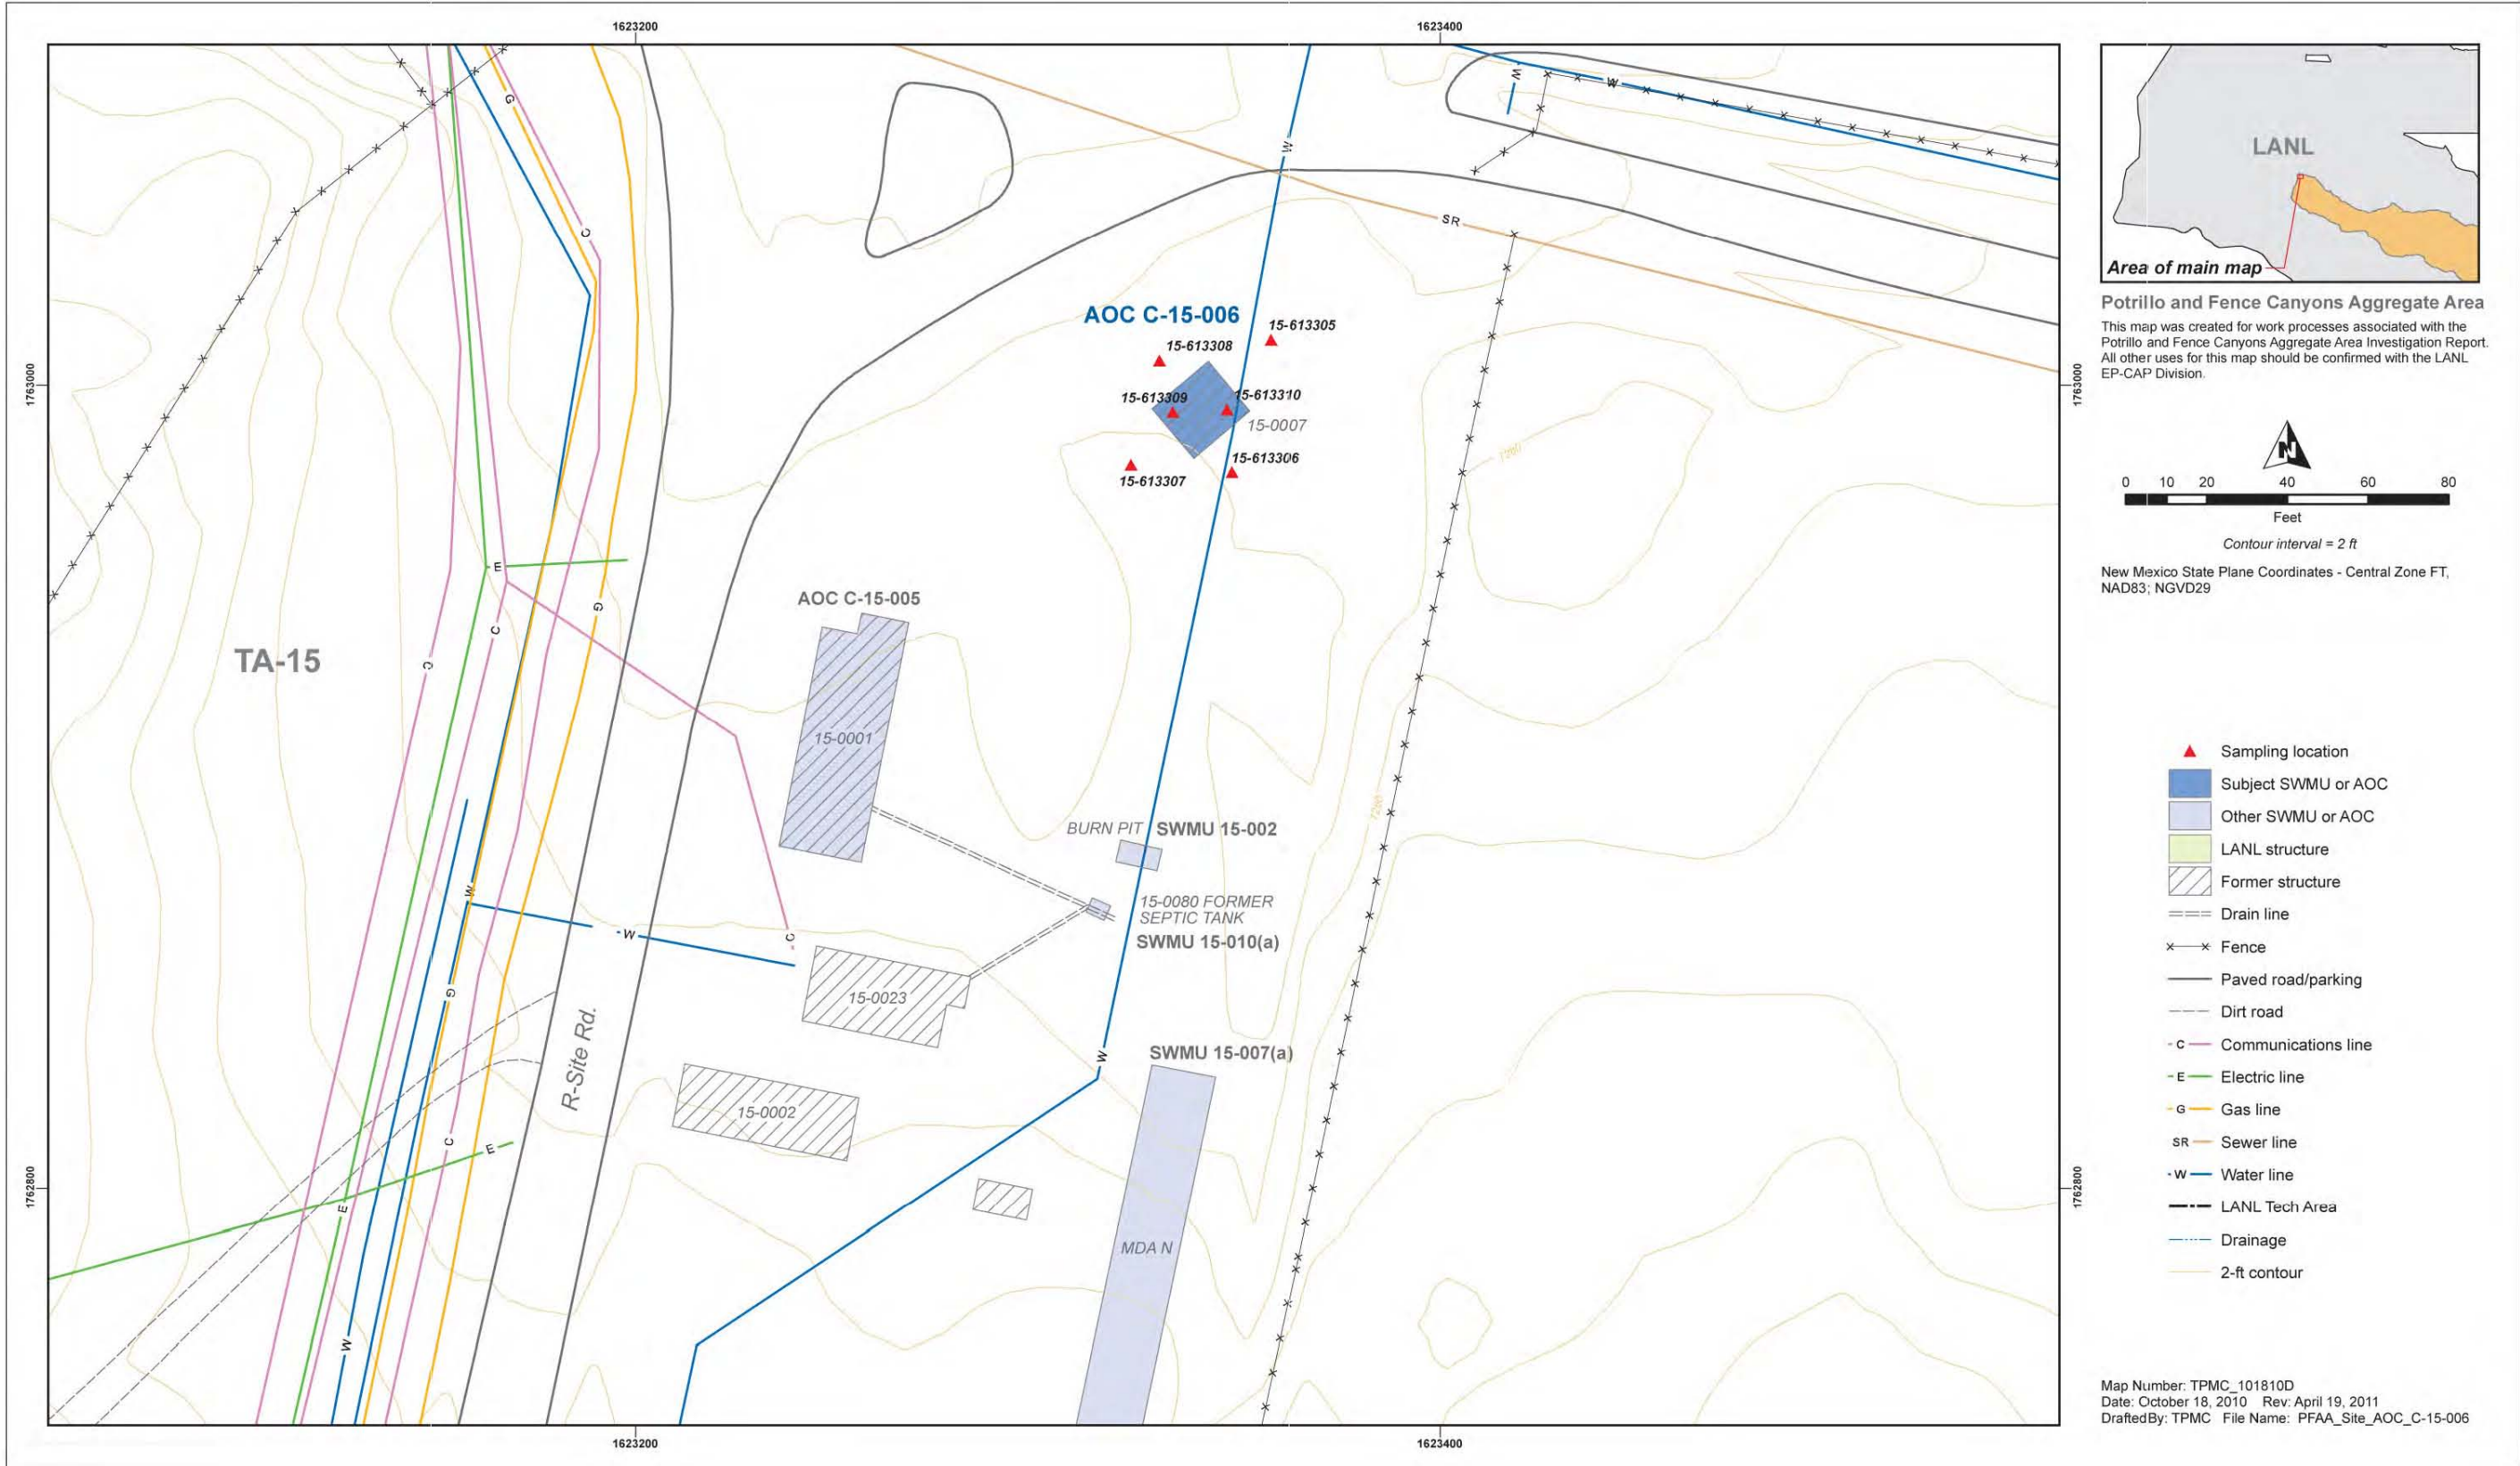 1623200
1623400
1763000
1762800
1763000
1762800
1623200
1623400
G
W
W
W
C
SR
AOC C-15-006
15-613305
15-613308
15-613309
15-613310
15-0007
15-613306
15-613307
7280
E
G
C
C
AOC C-15-005
TA-15
15-0001
7280
BURN PIT
SWMU 15-002
W
15-0080 FORMER
SEPTIC TANK
SWMU 15-010(a)
W
C
G
15-0023
R-Site Rd.
W
SWMU 15-007(a)
15-0002
C
E
E
MDA N
W
LANL
Area of main map
Potrillo and Fence Canyons Aggregate Area
This map was created for work processes associated with the
Potrillo and Fence Canyons Aggregate Area Investigation Report.
All other uses for this map should be confirmed with the LANL
EP-CAP Division.
N
0 10 20 40 60 80
Feet
Contour interval = 2 ft
New Mexico State Plane Coordinates - Central Zone FT,
NAD83; NGVD29
Sampling location
Subject SWMU or AOC
Other SWMU or AOC
LANL structure
Former structure
Drain line
Fence
Paved road/parking
Dirt road
C Communications line
E Electric line
G Gas line
SR Sewer line
W Water line
LANL Tech Area
Drainage
2-ft contour
Map Number: TPMC_101810D
Date: October 18, 2010 Rev: April 19, 2011
DraftedBy: TPMC File Name: PFAA_Site_AOC_C-15-006